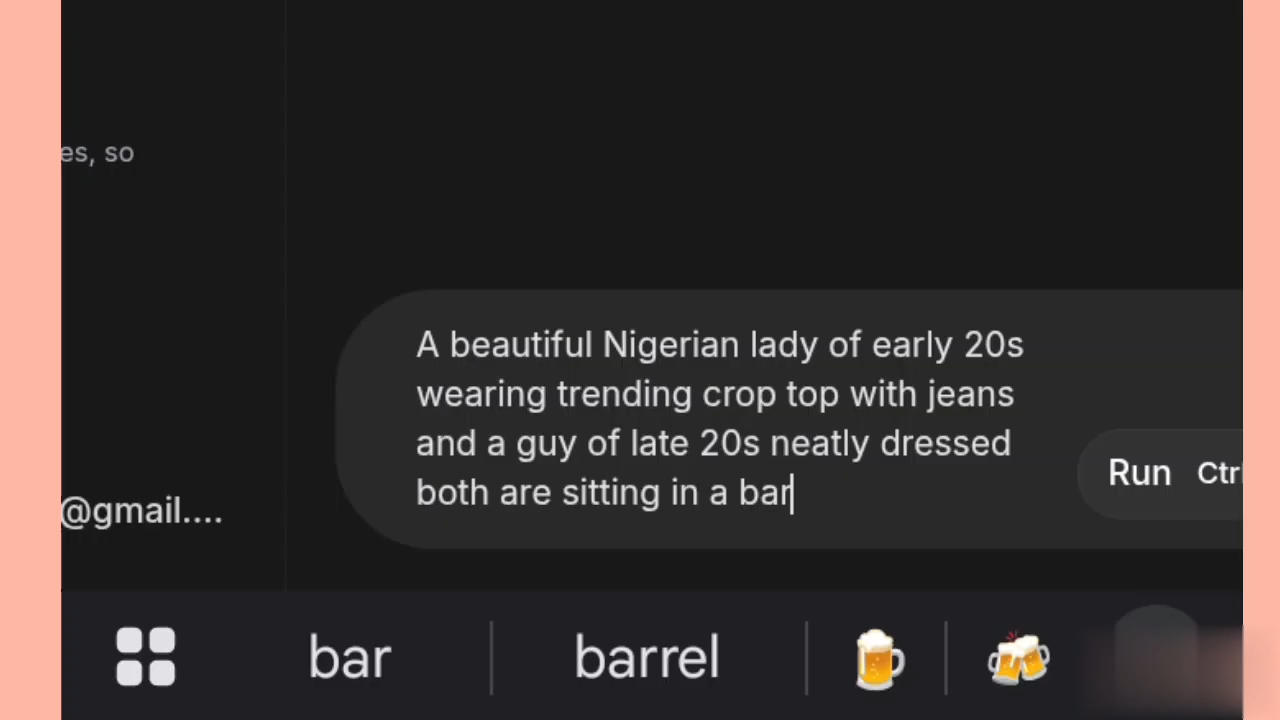 es, so
A beautiful Nigerian lady of early 20s
wearing trending crop top with jeans
and a guy of late 20s neatly dressed
both are sitting in a bar
Run Ctrl
@gmail....
bar barrel